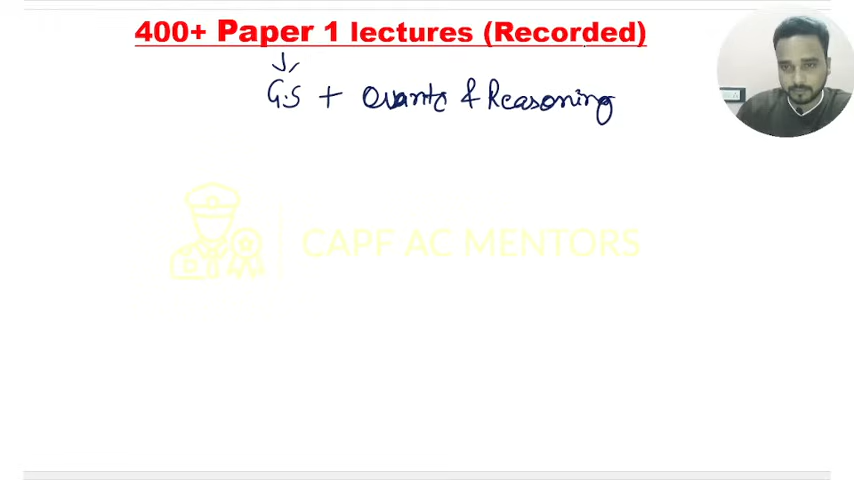 400+ Paper 1 lectures (Recorded)
G.S + Quants & Reasoning
CAPF AC MENTORS